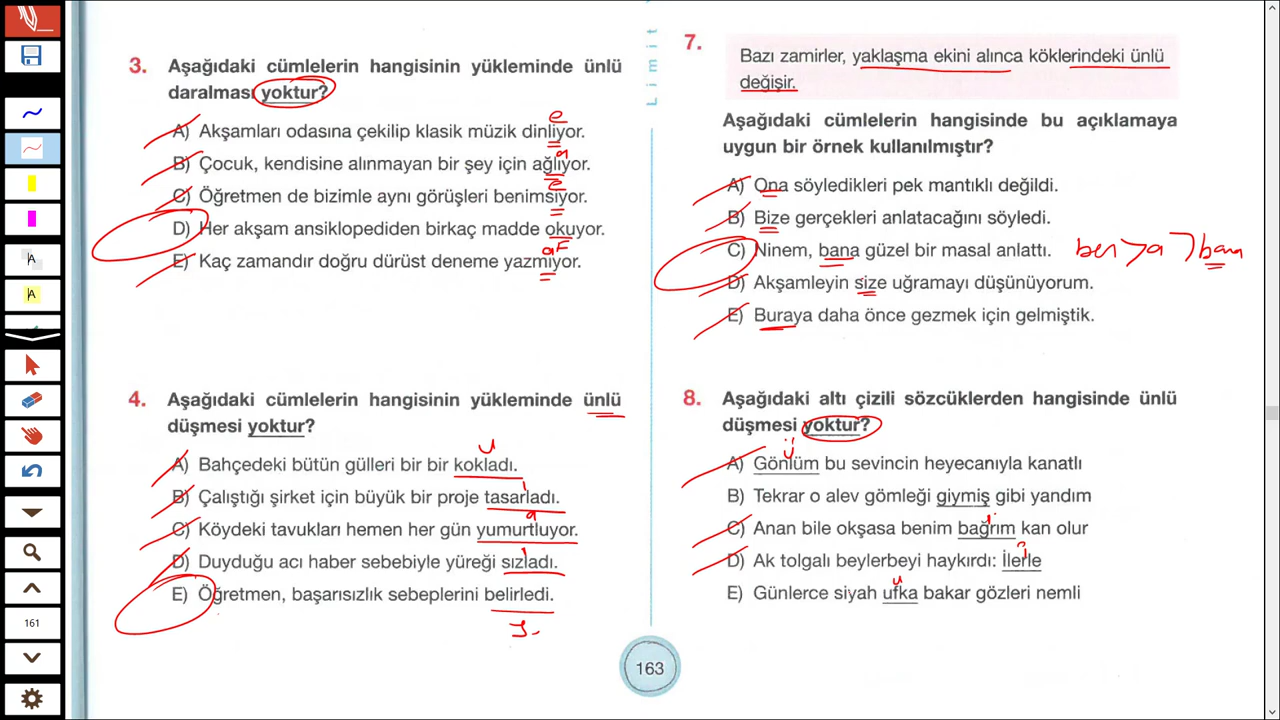 3. Aşağıdaki cümlelerin hangisinin yükleminde ünlü
daralması yoktur?
A) Akşamları odasına çekilip klasik müzik dinliyor.
e
B) Çocuk, kendisine alınmayan bir şey için ağlıyor.
a
C) Öğretmen de bizimle aynı görüşleri benimsiyor.
e
D) Her akşam ansiklopediden birkaç madde okuyor.
E) Kaç zamandır doğru dürüst deneme yazmıyor.
a
4. Aşağıdaki cümlelerin hangisinin yükleminde ünlü
düşmesi yoktur?
u
A) Bahçedeki bütün gülleri bir bir kokladı.
ı
B) Çalıştığı şirket için büyük bir proje tasarladı.
a
C) Köydeki tavukları hemen her gün yumurtluyor.
ı
D) Duyduğu acı haber sebebiyle yüreği sızladı.
E) Öğretmen, başarısızlık sebeplerini belirledi.
Limit
7. Bazı zamirler, yaklaşma ekini alınca köklerindeki ünlü
değişir.
Aşağıdaki cümlelerin hangisinde bu açıklamaya
uygun bir örnek kullanılmıştır?
A) Ona söyledikleri pek mantıklı değildi.
B) Bize gerçekleri anlatacağını söyledi.
C) Ninem, bana güzel bir masal anlattı. ben>a >bana
D) Akşamleyin size uğramayı düşünüyorum.
E) Buraya daha önce gezmek için gelmiştik.
8. Aşağıdaki altı çizili sözcüklerden hangisinde ünlü
düşmesi yoktur?
ü
A) Gönlüm bu sevincin heyecanıyla kanatlı
B) Tekrar o alev gömleği giymiş gibi yandım
ı
C) Anan bile okşasa benim bağrım kan olur
i
D) Ak tolgalı beylerbeyi haykırdı: İlerle
u
E) Günlerce siyah ufka bakar gözleri nemli
163
A
A
161